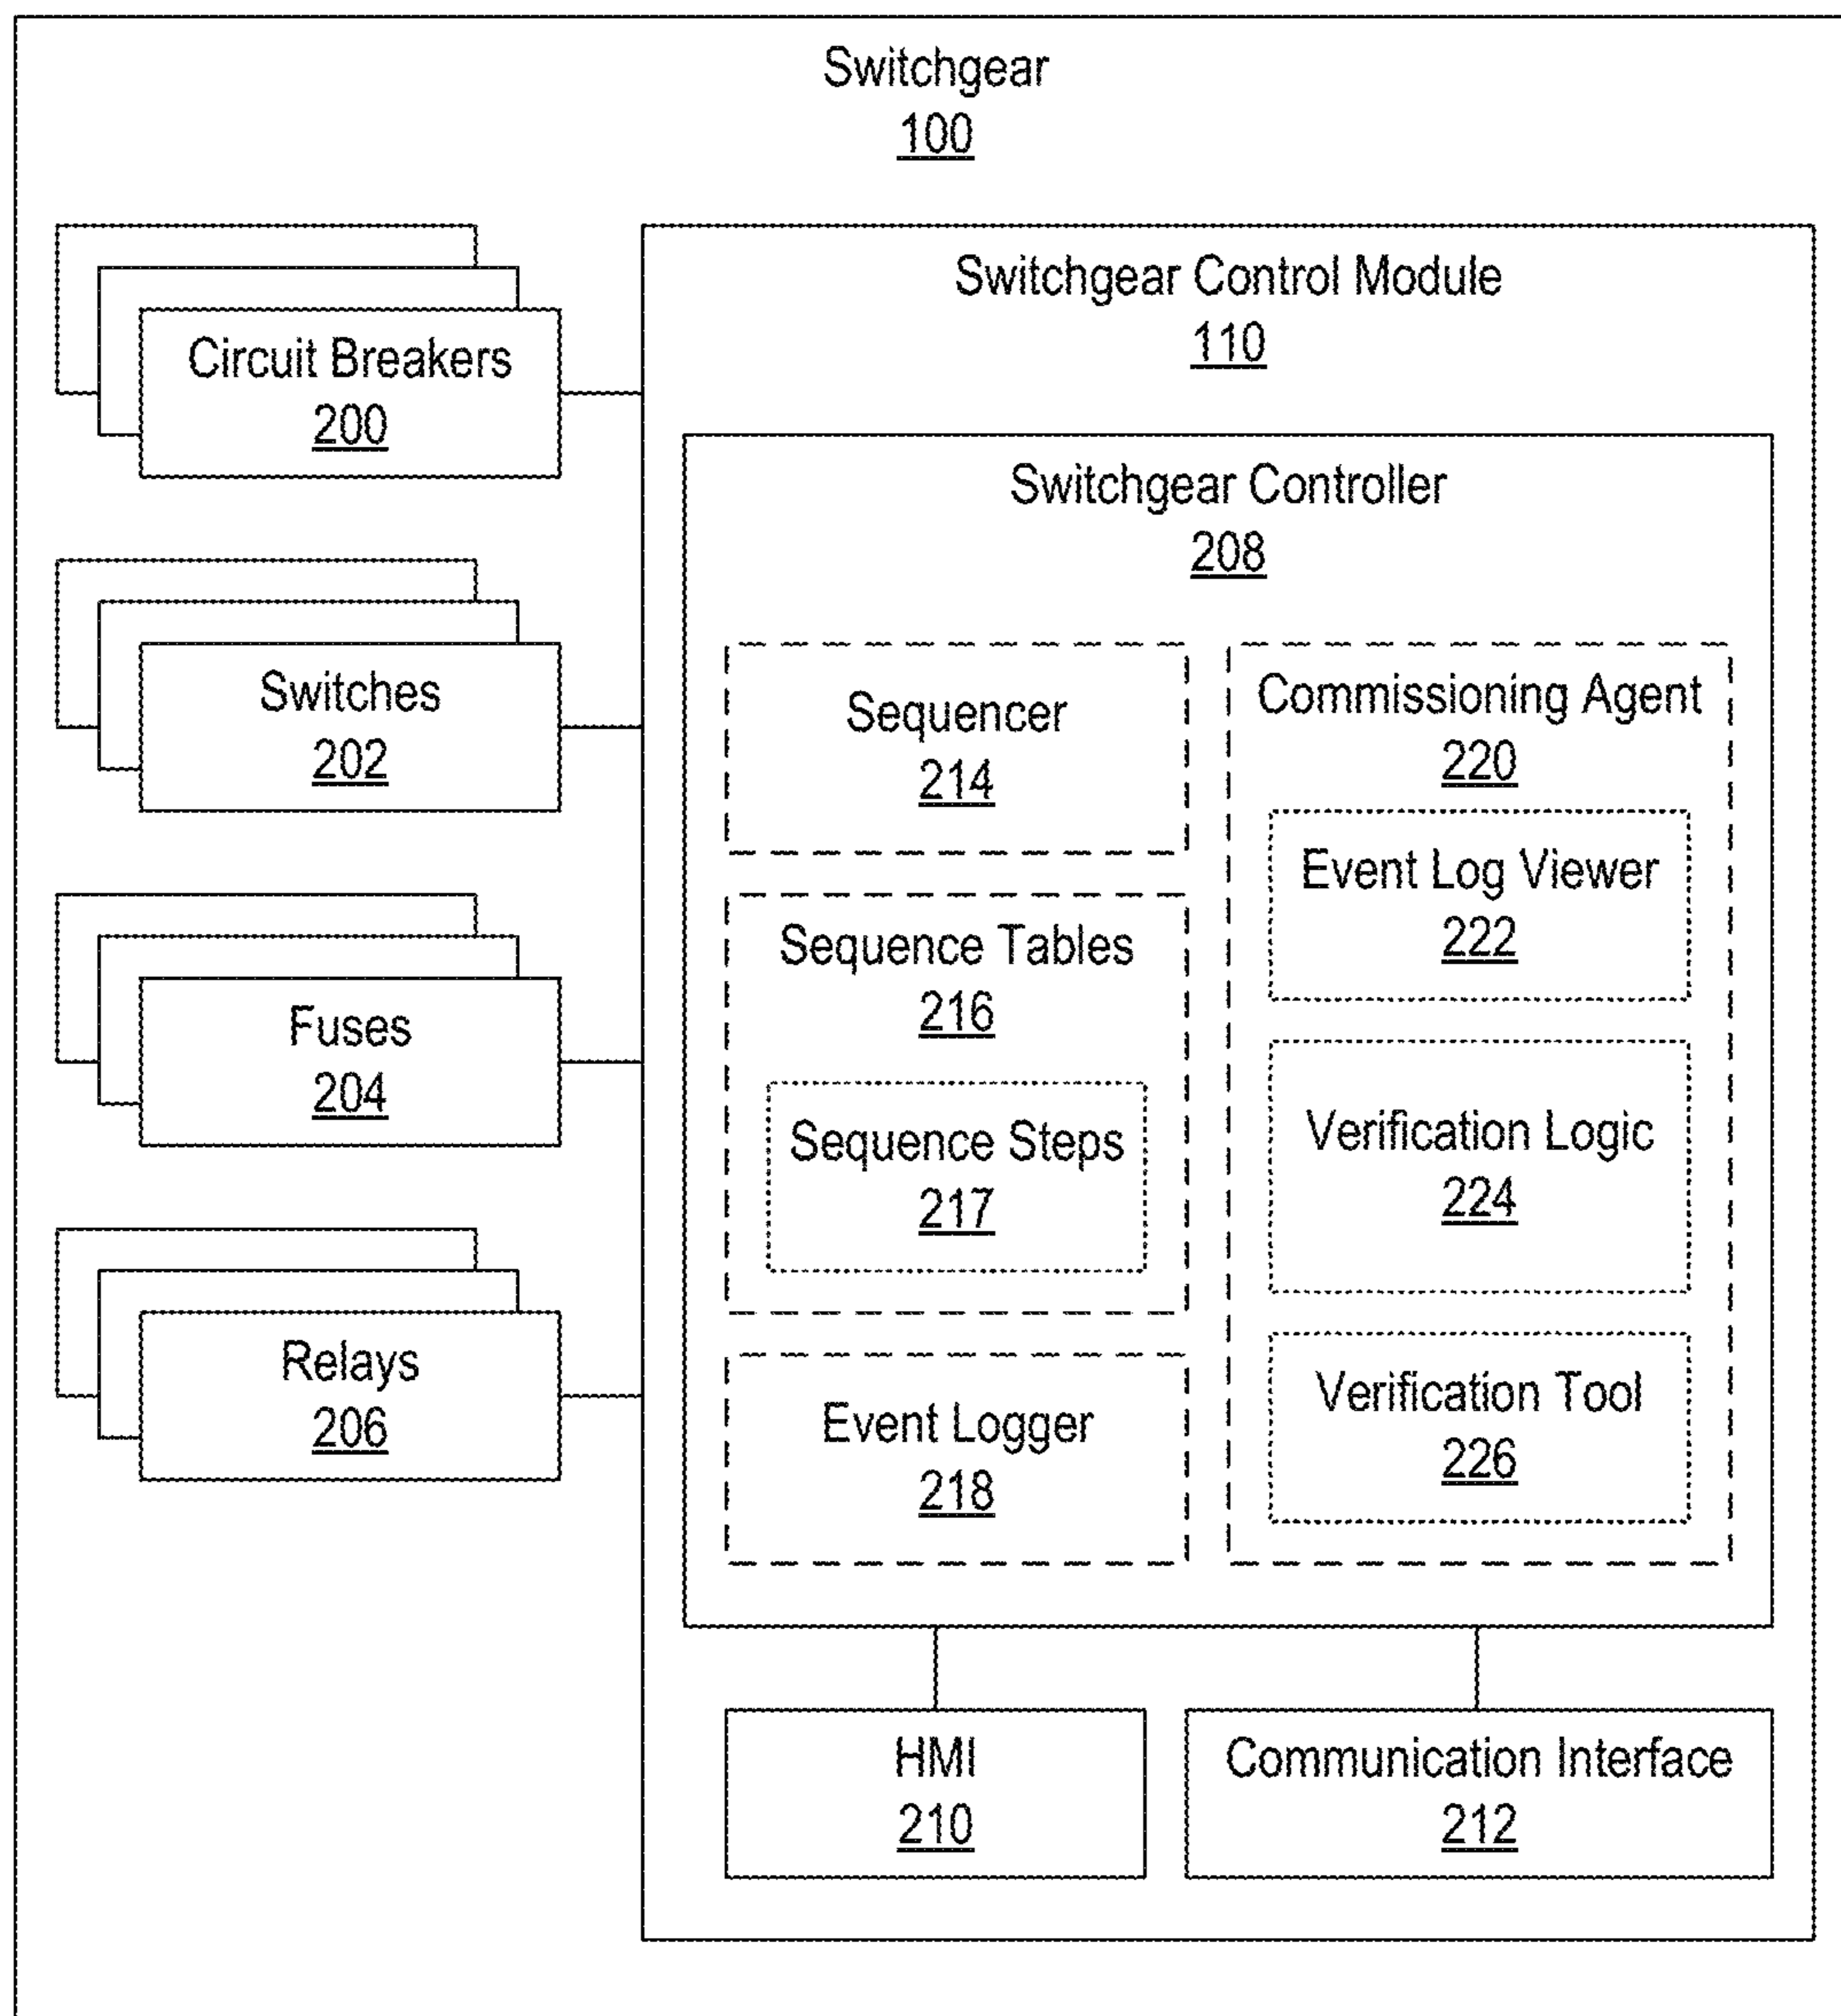 Switchgear
100
Circuit Breakers
200
Switches
202
Fuses
204
Relays
206
Switchgear Control Module
110
Switchgear Controller
208
Sequencer
214
Sequence Tables
216
Sequence Steps
217
Event Logger
218
Commissioning Agent
220
Event Log Viewer
222
Verification Logic
224
Verification Tool
226
HMI
210
Communication Interface
212